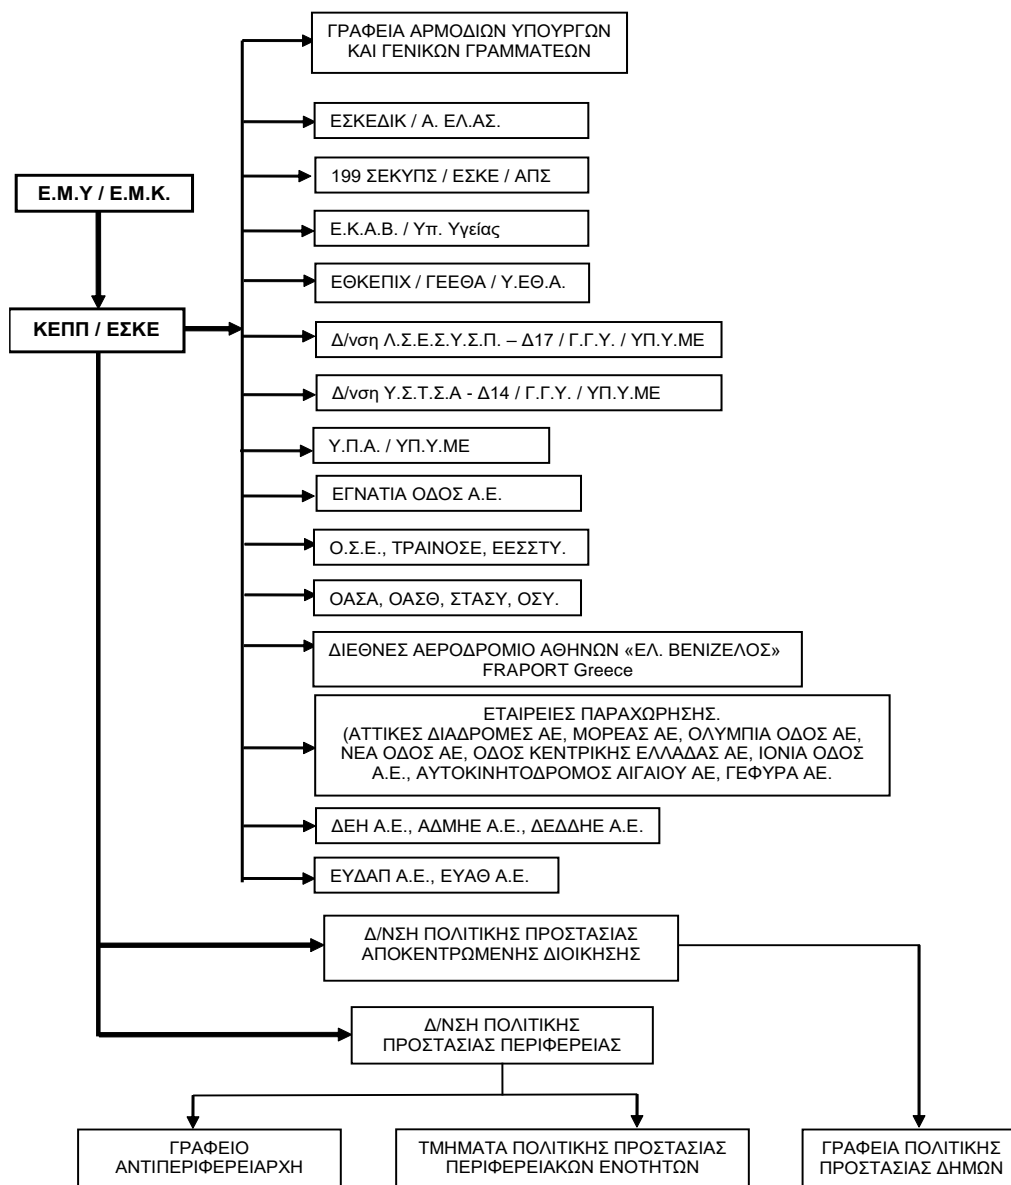 ΓΡΑΦΕΙΑ ΑΡΜΟΔΙΩΝ ΥΠΟΥΡΓΩΝ
ΚΑΙ ΓΕΝΙΚΩΝ ΓΡΑΜΜΑΤΕΩΝ
ΕΣΚΕΔΙΚ / Α. ΕΛ.ΑΣ.
199 ΣΕΚΥΠΣ / ΕΣΚΕ / ΑΠΣ
Ε.Μ.Υ / Ε.Μ.Κ.
Ε.Κ.Α.Β. / Υπ. Υγείας
ΕΘΚΕΠΙΧ / ΓΕΕΘΑ / Υ.ΕΘ.Α.
ΚΕΠΠ / ΕΣΚΕ
Δ/νση Λ.Σ.Ε.Σ.Υ.Σ.Π. – Δ17 / Γ.Γ.Υ. / ΥΠ.Υ.ΜΕ
Δ/νση Υ.Σ.Τ.Σ.Α - Δ14 / Γ.Γ.Υ. / ΥΠ.Υ.ΜΕ
Υ.Π.Α. / ΥΠ.Υ.ΜΕ
ΕΓΝΑΤΙΑ ΟΔΟΣ Α.Ε.
Ο.Σ.Ε., ΤΡΑΙΝΟΣΕ, ΕΕΣΣΤΥ.
ΟΑΣΑ, ΟΑΣΘ, ΣΤΑΣΥ, ΟΣΥ.
ΔΙΕΘΝΕΣ ΑΕΡΟΔΡΟΜΙΟ ΑΘΗΝΩΝ «ΕΛ. ΒΕΝΙΖΕΛΟΣ»
FRAPORT Greece
ΕΤΑΙΡΕΙΕΣ ΠΑΡΑΧΩΡΗΣΗΣ.
(ΑΤΤΙΚΕΣ ΔΙΑΔΡΟΜΕΣ ΑΕ, ΜΟΡΕΑΣ ΑΕ, ΟΛΥΜΠΙΑ ΟΔΟΣ ΑΕ,
ΝΕΑ ΟΔΟΣ ΑΕ, ΟΔΟΣ ΚΕΝΤΡΙΚΗΣ ΕΛΛΑΔΑΣ ΑΕ, ΙΟΝΙΑ ΟΔΟΣ
Α.Ε., ΑΥΤΟΚΙΝΗΤΟΔΡΟΜΟΣ ΑΙΓΑΙΟΥ ΑΕ, ΓΕΦΥΡΑ ΑΕ.
ΔΕΗ Α.Ε., ΑΔΜΗΕ Α.Ε., ΔΕΔΔΗΕ Α.Ε.
ΕΥΔΑΠ Α.Ε., ΕΥΑΘ Α.Ε.
Δ/ΝΣΗ ΠΟΛΙΤΙΚΗΣ ΠΡΟΣΤΑΣΙΑΣ
ΑΠΟΚΕΝΤΡΩΜΕΝΗΣ ΔΙΟΙΚΗΣΗΣ
Δ/ΝΣΗ ΠΟΛΙΤΙΚΗΣ
ΠΡΟΣΤΑΣΙΑΣ ΠΕΡΙΦΕΡΕΙΑΣ
ΓΡΑΦΕΙΟ
ΑΝΤΙΠΕΡΙΦΕΡΕΙΑΡΧΗ
ΤΜΗΜΑΤΑ ΠΟΛΙΤΙΚΗΣ ΠΡΟΣΤΑΣΙΑΣ
ΠΕΡΙΦΕΡΕΙΑΚΩΝ ΕΝΟΤΗΤΩΝ
ΓΡΑΦΕΙΑ ΠΟΛΙΤΙΚΗΣ
ΠΡΟΣΤΑΣΙΑΣ ΔΗΜΩΝ